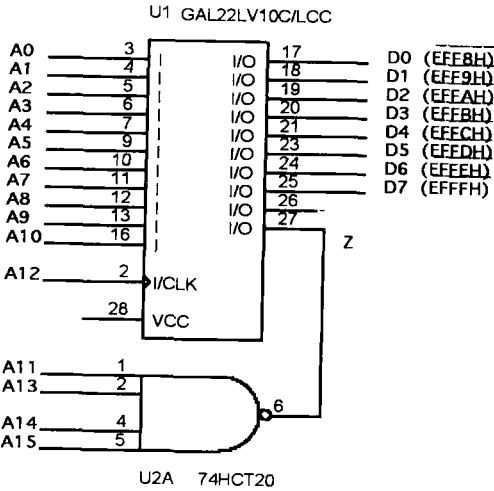 U1 GAL22LV10C/LCC
A0 3 I I/O 17 D0 (EFF8H)
A1 4 I I/O 18 D1 (EFF9H)
A2 5 I I/O 19 D2 (EFFAH)
A3 6 I I/O 20 D3 (EFFBH)
A4 7 I I/O 21 D4 (EFFCH)
A5 9 I I/O 23 D5 (EFFDH)
A6 10 I I/O 24 D6 (EFFEH)
A7 11 I I/O 25 D7 (EFFFH)
A8 12 I I/O 26
A9 13 I I/O 27
A10 16 I
Z
A12 2 I/CLK
28 VCC
A11 1
A13 2
6
A14 4
A15 5
U2A 74HCT20